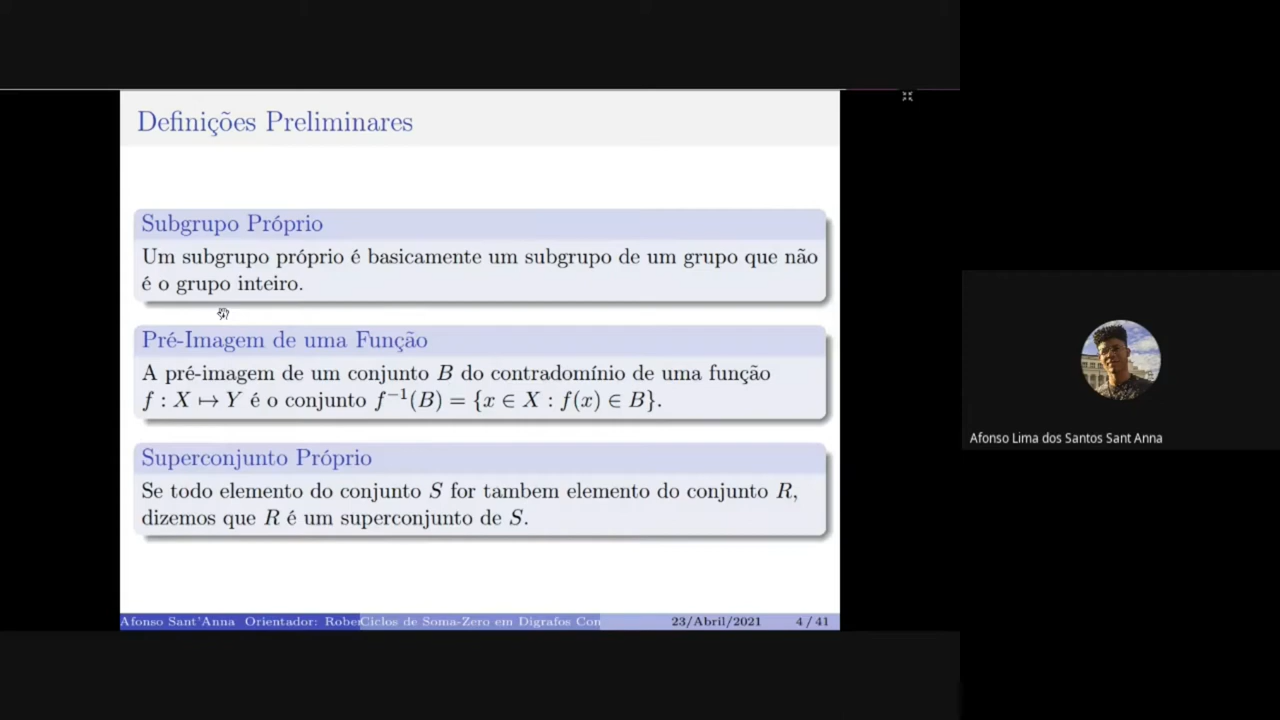 Definições Preliminares
Subgrupo Próprio
Um subgrupo próprio é basicamente um subgrupo de um grupo que não
é o grupo inteiro.
Pré-Imagem de uma Função
A pré-imagem de um conjunto B do contradomínio de uma função
f : X ↦ Y é o conjunto f⁻¹(B) = {x ∈ X : f(x) ∈ B}.
Superconjunto Próprio
Se todo elemento do conjunto S for tambem elemento do conjunto R,
dizemos que R é um superconjunto de S.
Afonso Sant'Anna Orientador: Rober Ciclos de Soma-Zero em Digrafos Con 23/Abril/2021 4 / 41
Afonso Lima dos Santos Sant Anna